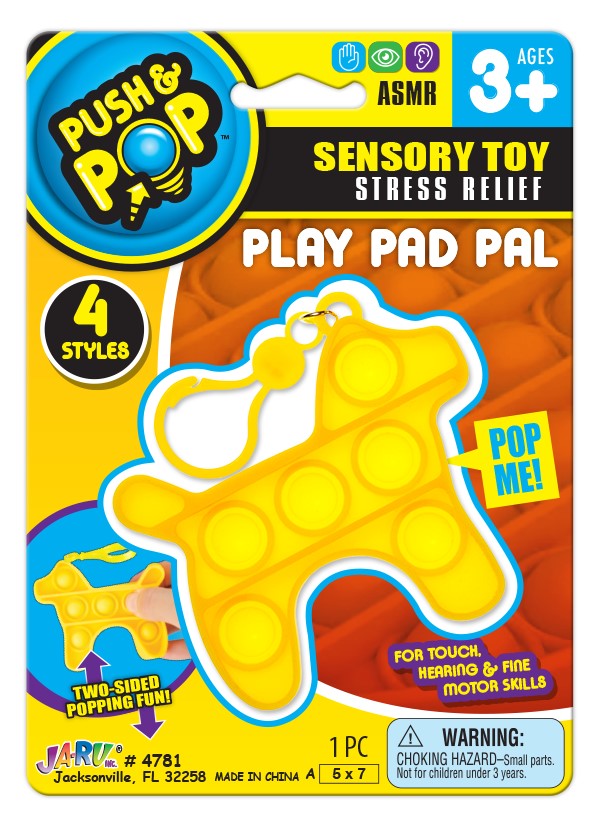 PUSH &
POP™
ASMR
AGES
3+
SENSORY TOY
STRESS RELIEF
PLAY PAD PAL
4
STYLES
POP
ME!
FOR TOUCH,
HEARING & FINE
MOTOR SKILLS
TWO-SIDED
POPPING FUN!
JA-RU® INC. # 4781
Jacksonville, FL 32258 MADE IN CHINA A 5 x 7
1 PC
WARNING:
CHOKING HAZARD–Small parts.
Not for children under 3 years.